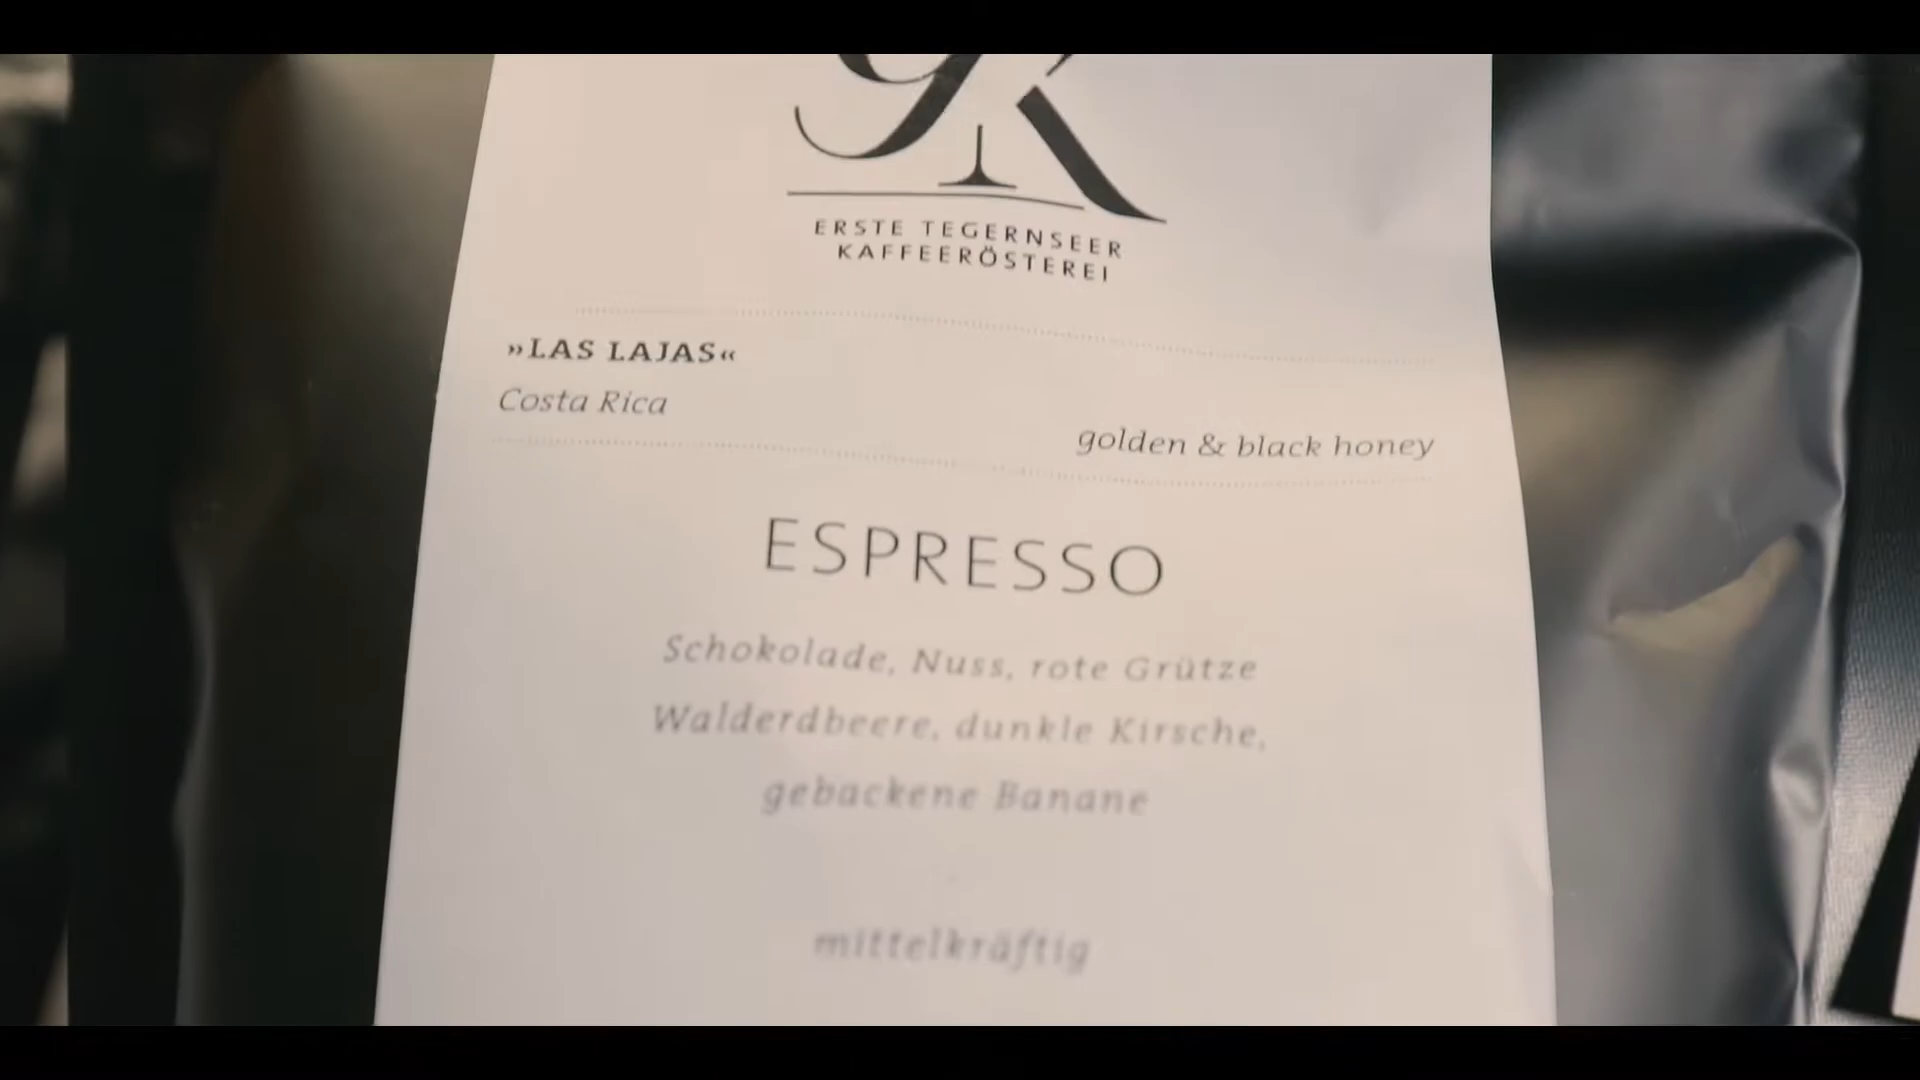 ERSTE TEGERNSEER
KAFFEERÖSTEREI
»LAS LAJAS«
Costa Rica
golden & black honey
ESPRESSO
Schokolade, Nuss, rote Grütze
Walderdbeere, dunkle Kirsche,
gebackene Banane
mittelkräftig